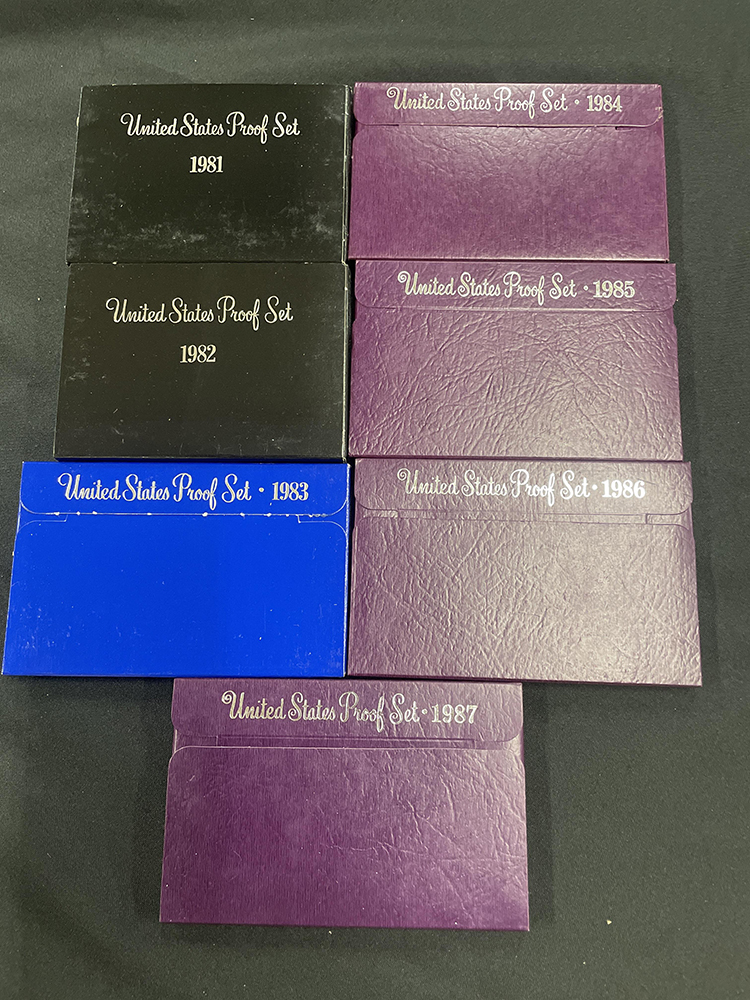 United States Proof Set
1981
United States Proof Set • 1984
United States Proof Set
1982
United States Proof Set • 1985
United States Proof Set • 1983
United States Proof Set • 1986
United States Proof Set • 1987